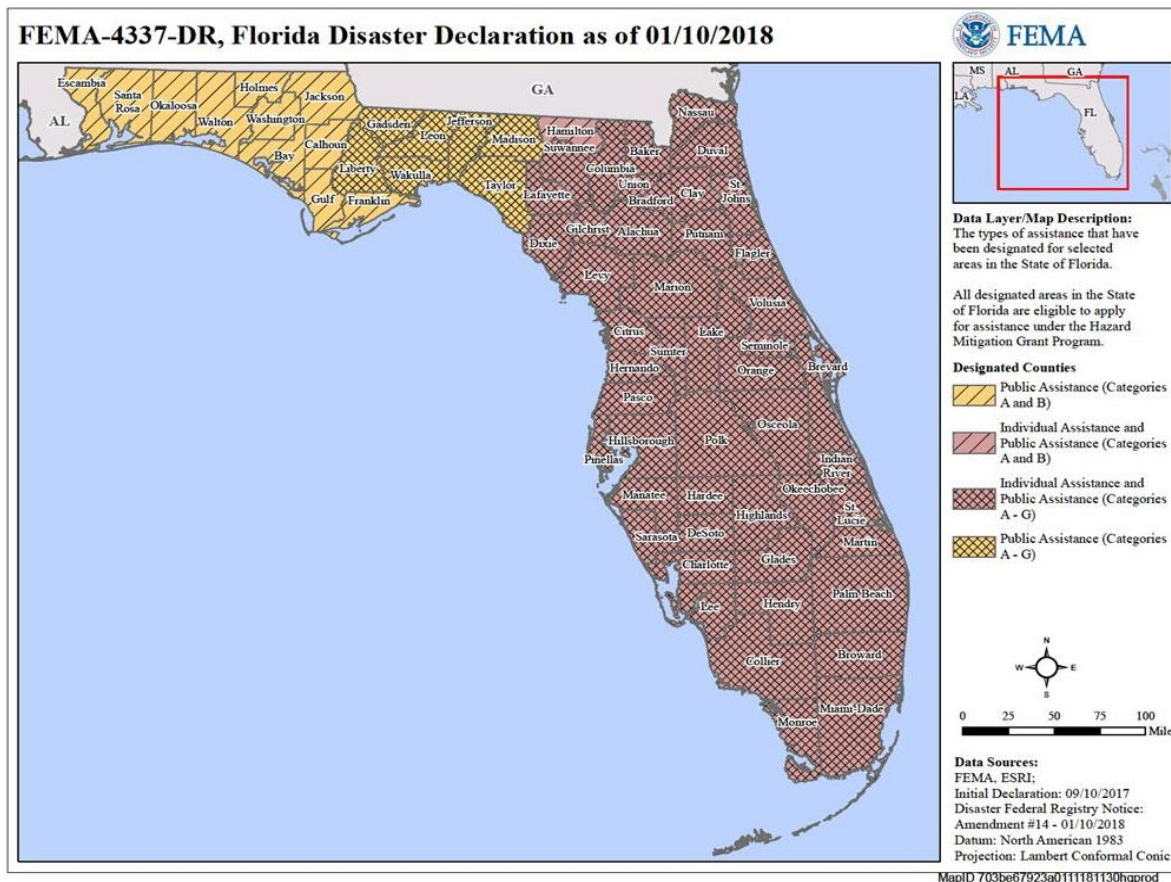 FEMA-4337-DR, Florida Disaster Declaration as of 01/10/2018
FEMA
AL
GA
Escambia
Santa
Rosa
Okaloosa
Walton
Holmes
Washington
Jackson
Bay
Calhoun
Gulf
Franklin
Liberty
Gadsden
Leon
Wakulla
Jefferson
Madison
Taylor
Hamilton
Suwannee
Lafayette
Columbia
Baker
Nassau
Duval
Union
Bradford
Clay
St.
Johns
Dixie
Gilchrist
Alachua
Putnam
Flagler
Levy
Marion
Volusia
Citrus
Sumter
Lake
Seminole
Hernando
Orange
Brevard
Pasco
Osceola
Hillsborough
Polk
Pinellas
Indian
River
Okeechobee
Manatee
Hardee
Highlands
St.
Lucie
Sarasota
DeSoto
Martin
Charlotte
Glades
Lee
Hendry
Palm Beach
Collier
Broward
Monroe
Miami-Dade
MS
AL
GA
LA
FL
Data Layer/Map Description:
The types of assistance that have
been designated for selected
areas in the State of Florida.
All designated areas in the State
of Florida are eligible to apply
for assistance under the Hazard
Mitigation Grant Program.
Designated Counties
Public Assistance (Categories
A and B)
Individual Assistance and
Public Assistance (Categories
A and B)
Individual Assistance and
Public Assistance (Categories
A - G)
Public Assistance (Categories
A - G)
N
W
E
S
0 25 50 75 100
Mile
Data Sources:
FEMA, ESRI;
Initial Declaration: 09/10/2017
Disaster Federal Registry Notice:
Amendment #14 - 01/10/2018
Datum: North American 1983
Projection: Lambert Conformal Conic
MapID 703be67923a0111181130hqprod